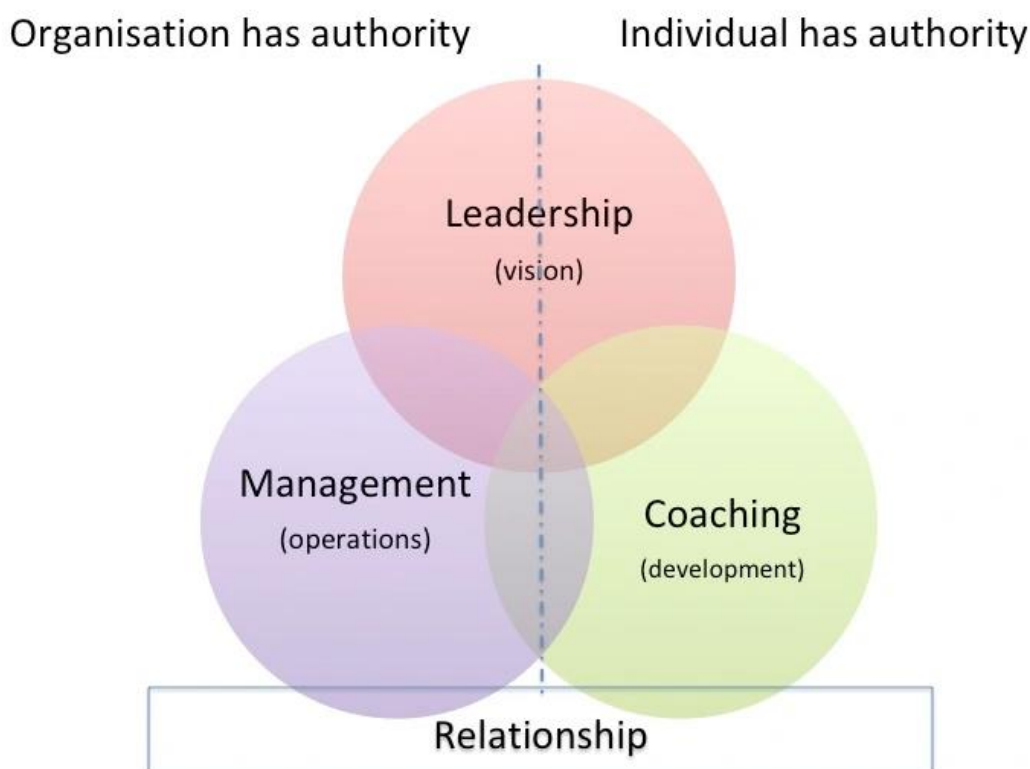 Organisation has authority
Individual has authority
Leadership
(vision)
Management
(operations)
Coaching
(development)
Relationship